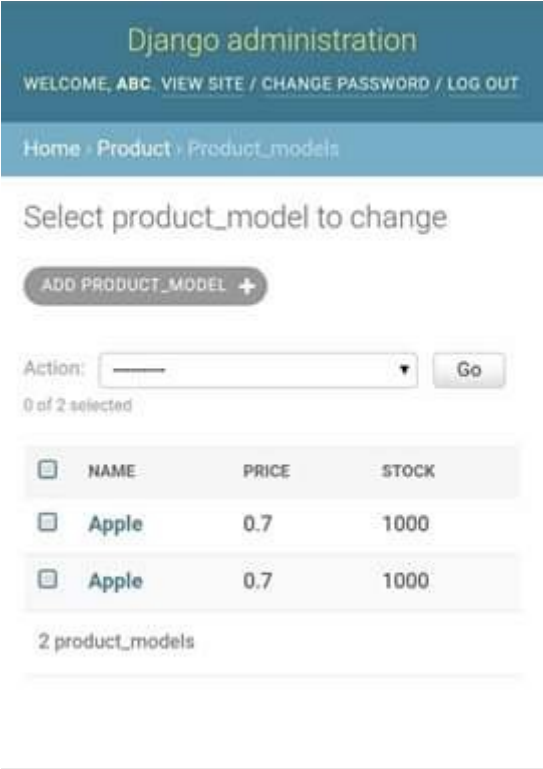 Django administration
WELCOME, ABC. VIEW SITE / CHANGE PASSWORD / LOG OUT
Home › Product › Product_models
Select product_model to change
ADD PRODUCT_MODEL +
Action: --------- Go
0 of 2 selected
NAME PRICE STOCK
Apple 0.7 1000
Apple 0.7 1000
2 product_models